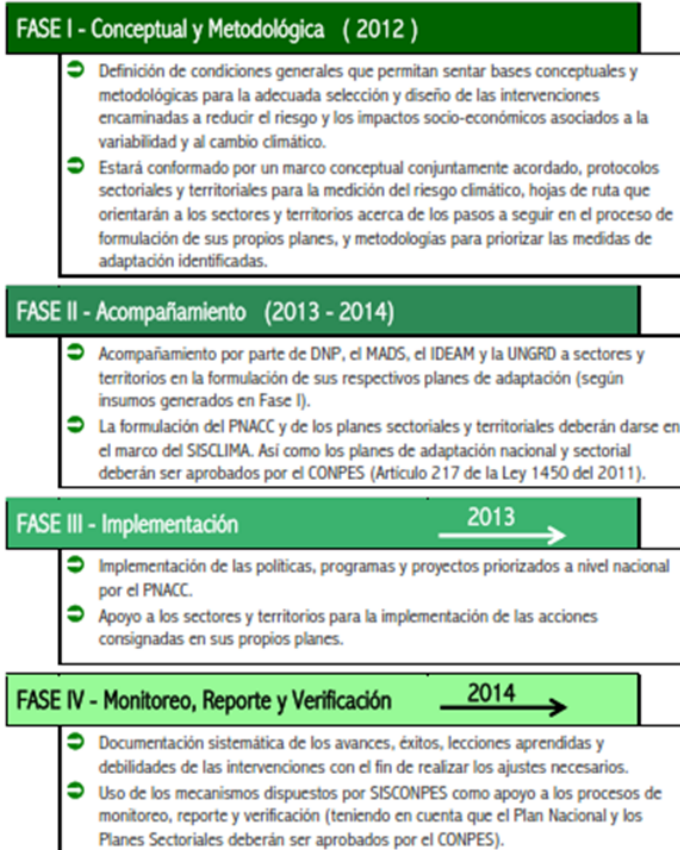 FASE I - Conceptual y Metodológica ( 2012 )
Definición de condiciones generales que permitan sentar bases conceptuales y
metodológicas para la adecuada selección y diseño de las intervenciones
encaminadas a reducir el riesgo y los impactos socio-económicos asociados a la
variabilidad y al cambio climático.
Estará conformado por un marco conceptual conjuntamente acordado, protocolos
sectoriales y territoriales para la medición del riesgo climático, hojas de ruta que
orientarán a los sectores y territorios acerca de los pasos a seguir en el proceso de
formulación de sus propios planes, y metodologías para priorizar las medidas de
adaptación identificadas.
FASE II - Acompañamiento (2013 - 2014)
Acompañamiento por parte de DNP, el MADS, el IDEAM y la UNGRD a sectores y
territorios en la formulación de sus respectivos planes de adaptación (según
insumos generados en Fase I).
La formulación del PNACC y de los planes sectoriales y territoriales deberán darse en
el marco del SISCLIMA. Así como los planes de adaptación nacional y sectorial
deberán ser aprobados por el CONPES (Artículo 217 de la Ley 1450 del 2011).
FASE III - Implementación 2013
Implementación de las políticas, programas y proyectos priorizados a nivel nacional
por el PNACC.
Apoyo a los sectores y territorios para la implementación de las acciones
consignadas en sus propios planes.
FASE IV - Monitoreo, Reporte y Verificación 2014
Documentación sistemática de los avances, éxitos, lecciones aprendidas y
debilidades de las intervenciones con el fin de realizar los ajustes necesarios.
Uso de los mecanismos dispuestos por SISCONPES como apoyo a los procesos de
monitoreo, reporte y verificación (teniendo en cuenta que el Plan Nacional y los
Planes Sectoriales deberán ser aprobados por el CONPES).